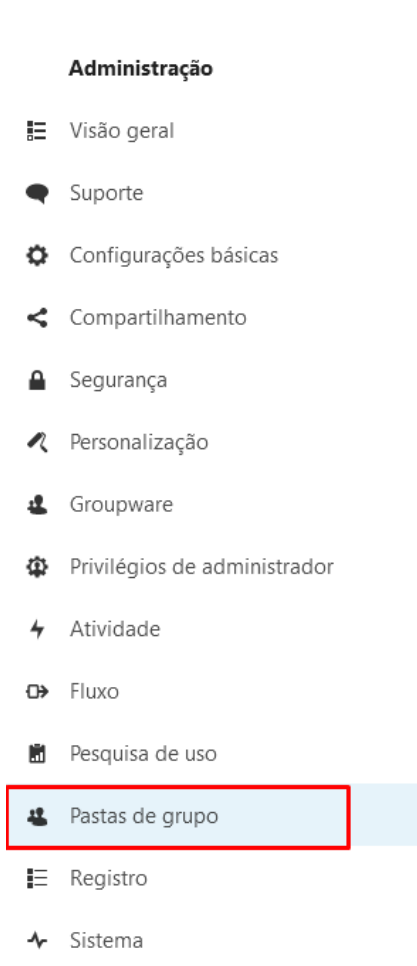 Administração
Visão geral
Suporte
Configurações básicas
Compartilhamento
Segurança
Personalização
Groupware
Privilégios de administrador
Atividade
Fluxo
Pesquisa de uso
Pastas de grupo
Registro
Sistema